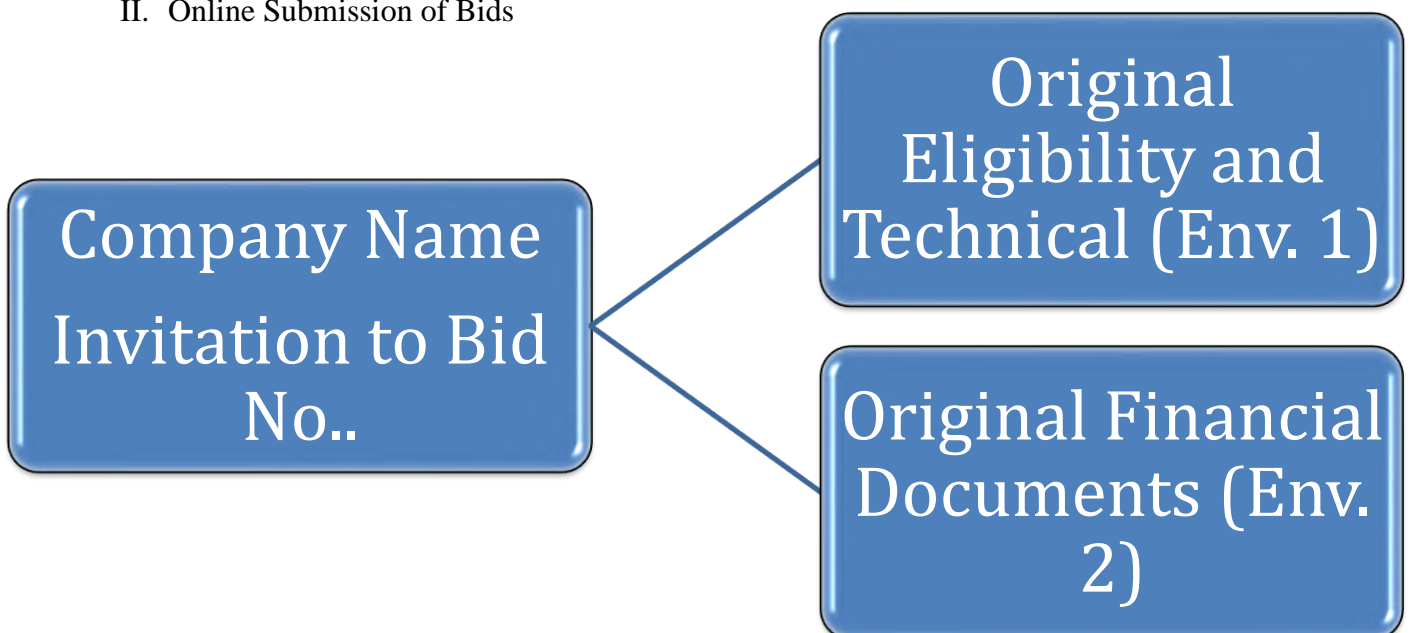 II. Online Submission of Bids
Original
Eligibility and
Technical (Env. 1)
Company Name
Invitation to Bid
No..
Original Financial
Documents (Env.
2)